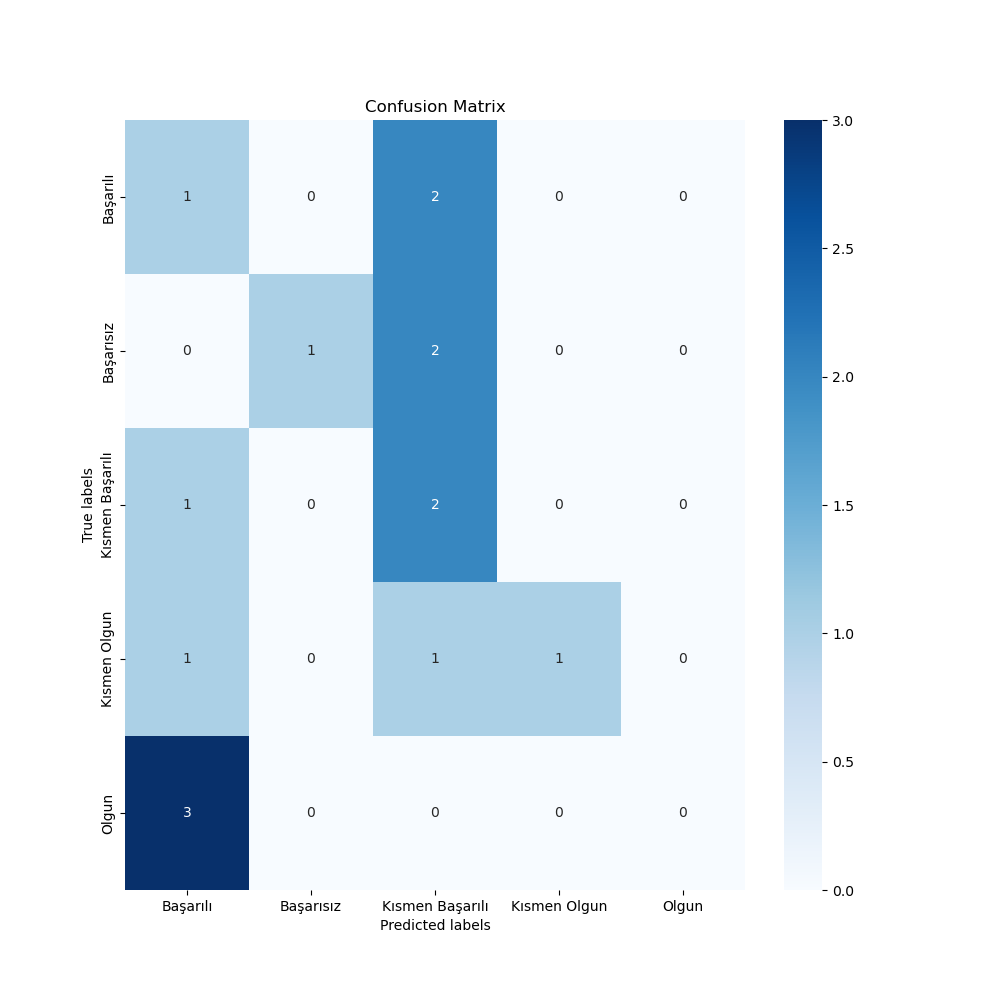 Confusion Matrix
True labels
Başarılı
1 0 2 0 0
Başarısız
0 1 2 0 0
Kısmen Başarılı
1 0 2 0 0
Kısmen Olgun
1 0 1 1 0
Olgun
3 0 0 0 0
Başarılı Başarısız Kısmen Başarılı Kısmen Olgun Olgun
Predicted labels
3.0
2.5
2.0
1.5
1.0
0.5
0.0